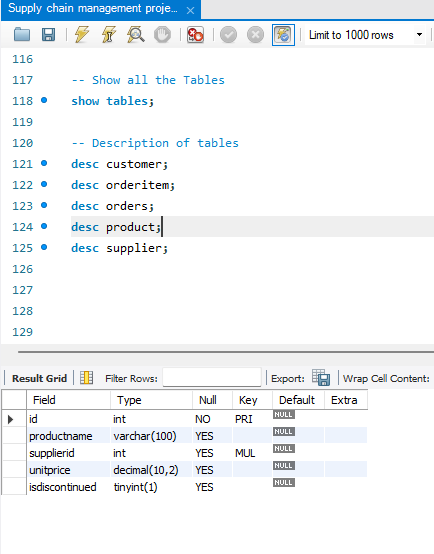 Supply chain management proje...
Limit to 1000 rows
116
117 -- Show all the Tables
118 show tables;
119
120 -- Description of tables
121 desc customer;
122 desc orderitem;
123 desc orders;
124 desc product;
125 desc supplier;
126
127
128
129
Result Grid Filter Rows: Export: Wrap Cell Content:
Field Type Null Key Default Extra
id int NO PRI NULL
productname varchar(100) YES NULL
supplierid int YES MUL NULL
unitprice decimal(10,2) YES NULL
isdiscontinued tinyint(1) YES NULL